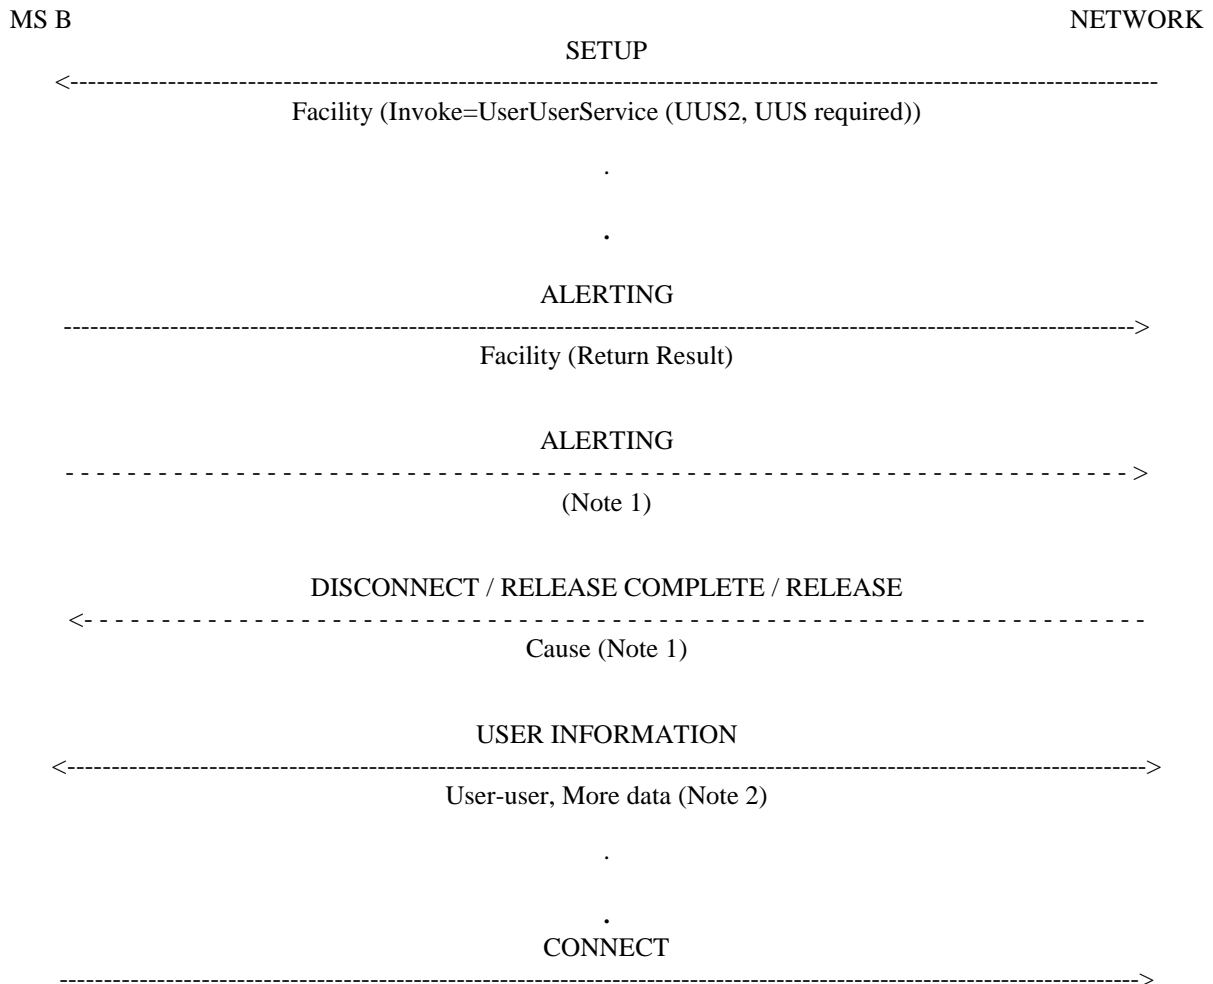 MS B NETWORK
SETUP
<------------------------------------------------------------------------------------------------------------------------
Facility (Invoke=UserUserService (UUS2, UUS required))
.
.
ALERTING
------------------------------------------------------------------------------------------------------------------------>
Facility (Return Result)
ALERTING
- - - - - - - - - - - - - - - - - - - - - - - - - - - - - - - - - - - - - - - - - - - - - - - - - - - - - - - - - - - - - - - - - - - - - >
(Note 1)
DISCONNECT / RELEASE COMPLETE / RELEASE
<- - - - - - - - - - - - - - - - - - - - - - - - - - - - - - - - - - - - - - - - - - - - - - - - - - - - - - - - - - - - - - - - - - - - -
Cause (Note 1)
USER INFORMATION
<------------------------------------------------------------------------------------------------------------------------>
User-user, More data (Note 2)
.
.
CONNECT
------------------------------------------------------------------------------------------------------------------------>